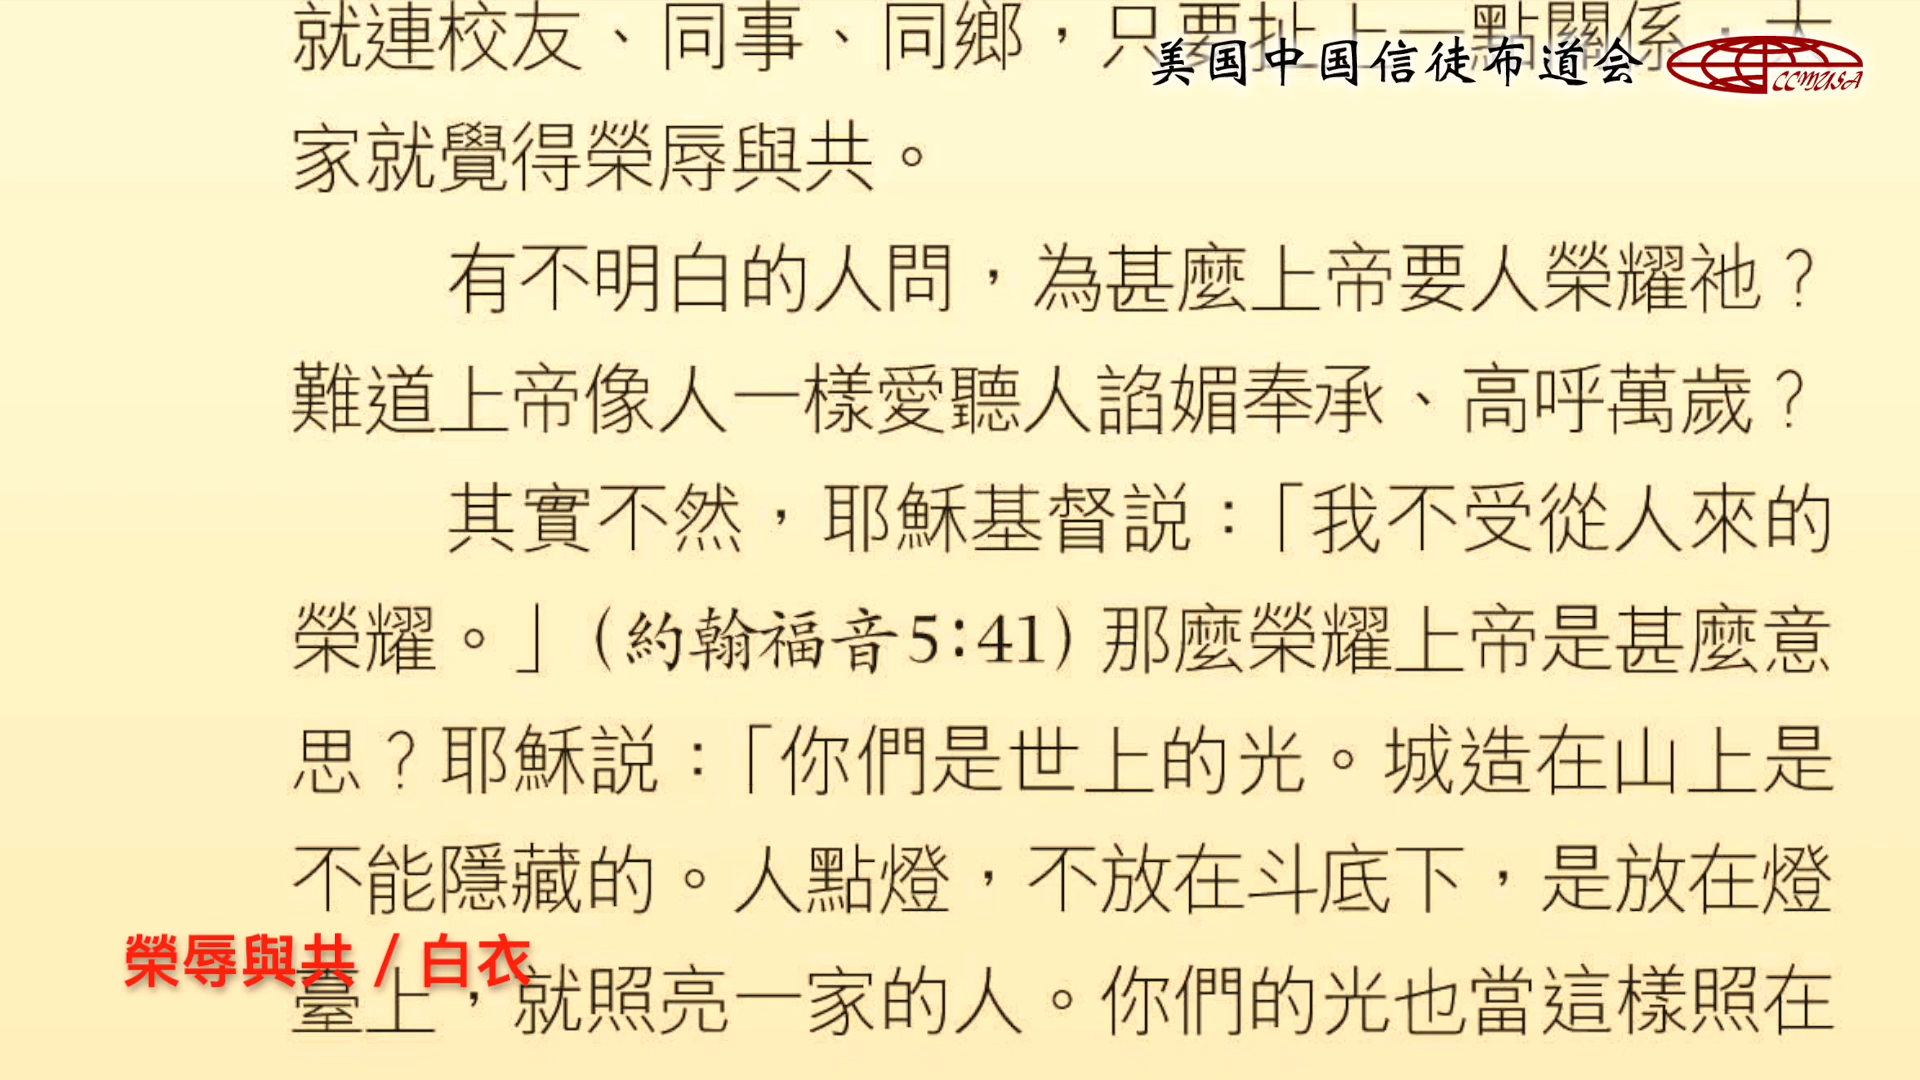 就連校友、同事、同鄉，只要扯上一點關係，大
美国中国信徒布道会 CCMUSA
家就覺得榮辱與共。
有不明白的人問，為甚麼上帝要人榮耀祂？
難道上帝像人一樣愛聽人諂媚奉承、高呼萬歲？
其實不然，耶穌基督説：「我不受從人來的
榮耀。」（約翰福音5:41）那麼榮耀上帝是甚麼意
思？耶穌説：「你們是世上的光。城造在山上是
不能隱藏的。人點燈，不放在斗底下，是放在燈
榮辱與共／白衣
臺上，就照亮一家的人。你們的光也當這樣照在